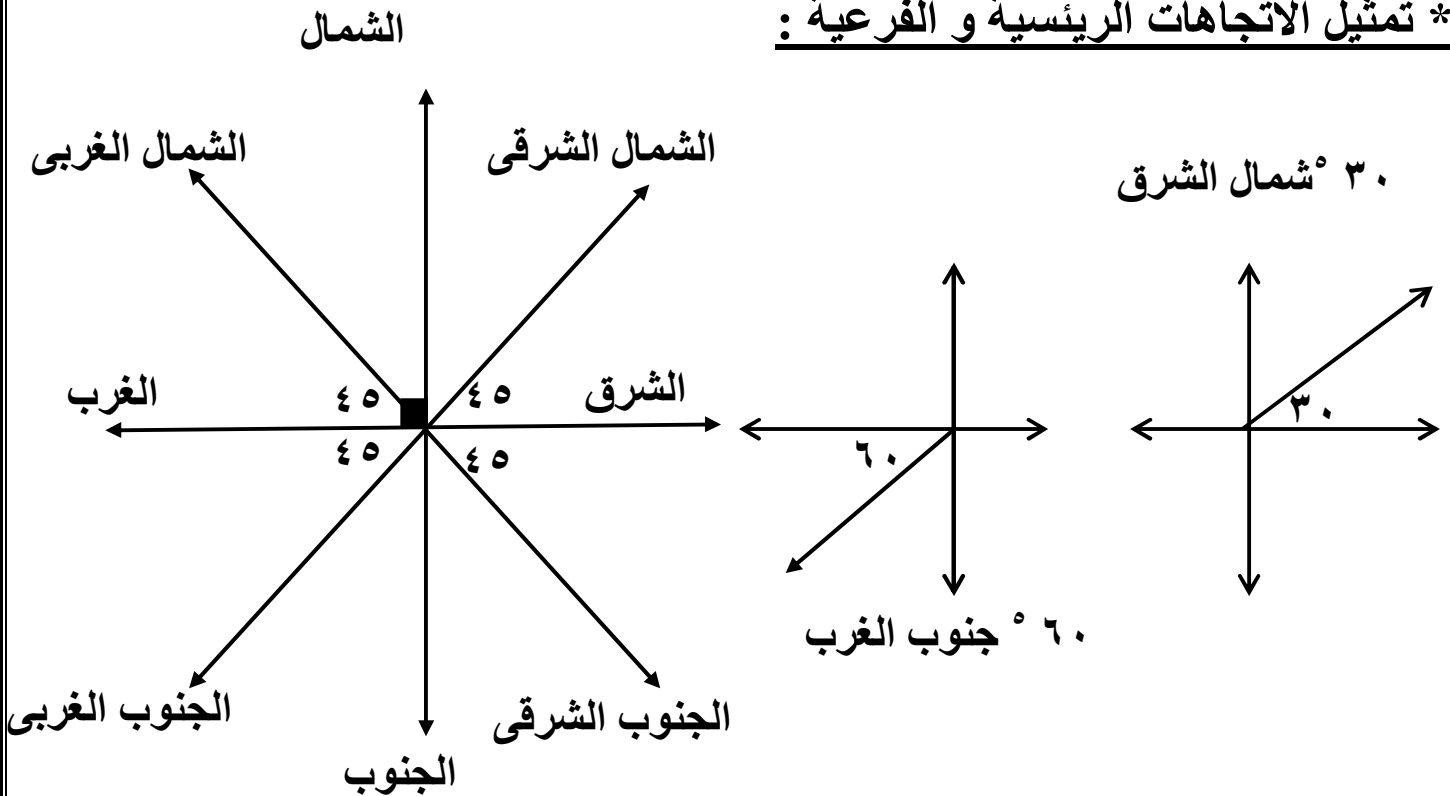 * تمثيل الاتجاهات الريئسية و الفرعية :
الشمال
الشمال الشرقى
الشمال الغربى
٣٠ ° شمال الشرق
الشرق
٤٥
٤٥
الغرب
٤٥
٤٥
٣٠
٦٠
٦٠ ° جنوب الغرب
الجنوب الشرقى
الجنوب الغربى
الجنوب